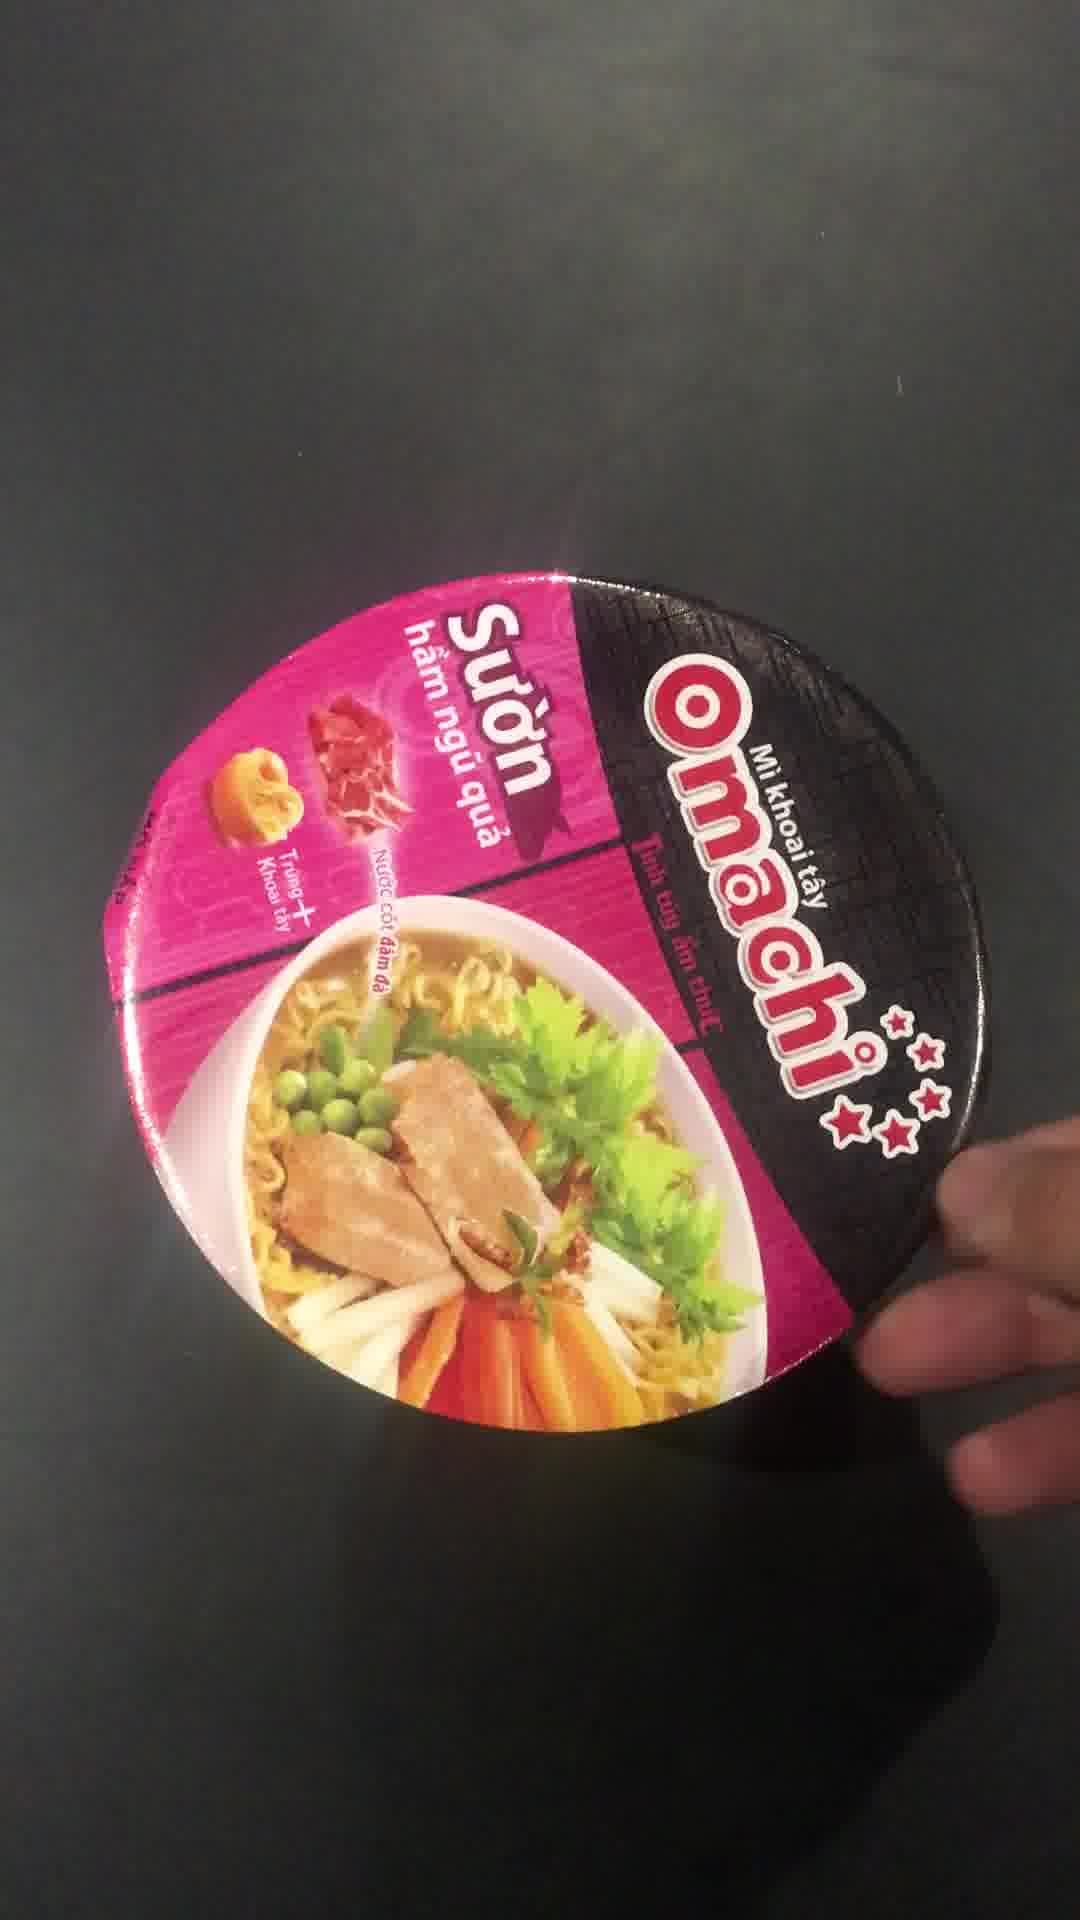 Mì khoai tây
Omachi
Tinh túy ẩm thực
Sườn
hầm ngũ quả
Nước cốt đậm đà
Trứng+
Khoai tây